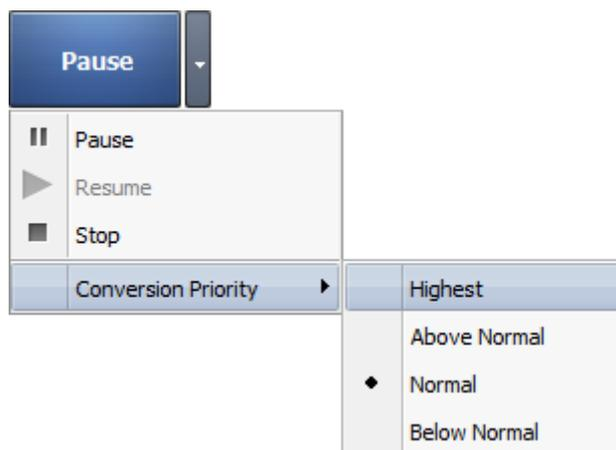 Pause
Pause
Resume
Stop
Conversion Priority
Highest
Above Normal
Normal
Below Normal